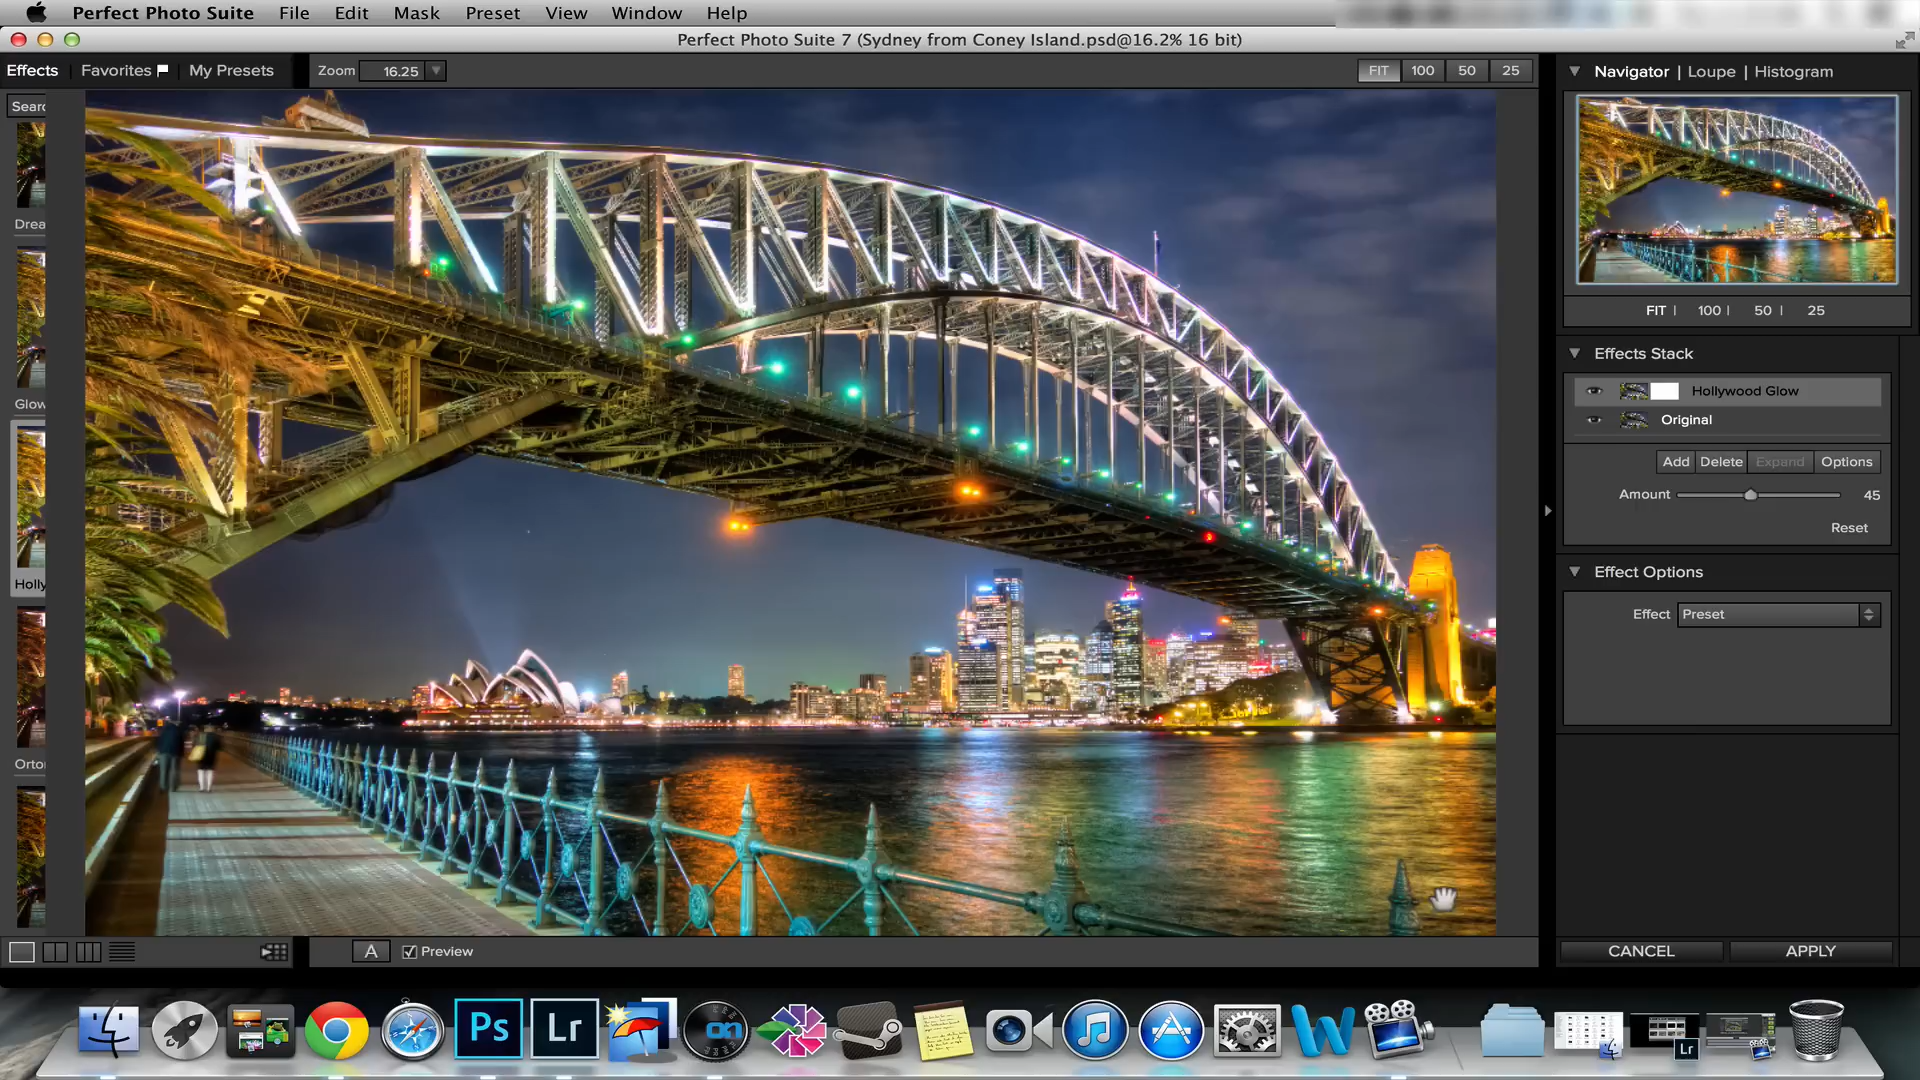 Perfect Photo Suite File Edit Mask Preset View Window Help
Perfect Photo Suite 7 (Sydney from Coney Island.psd@16.2% 16 bit)
Effects Favorites My Presets Zoom 16.25 FIT 100 50 25
Navigator | Loupe | Histogram
Sear
Drea
Glow
Holly
Orto
FIT | 100 | 50 | 25
Effects Stack
Hollywood Glow
Original
Add Delete Expand Options
Amount 45
Reset
Effect Options
Effect Preset
A Preview
CANCEL APPLY
Ps Lr ON W Lr